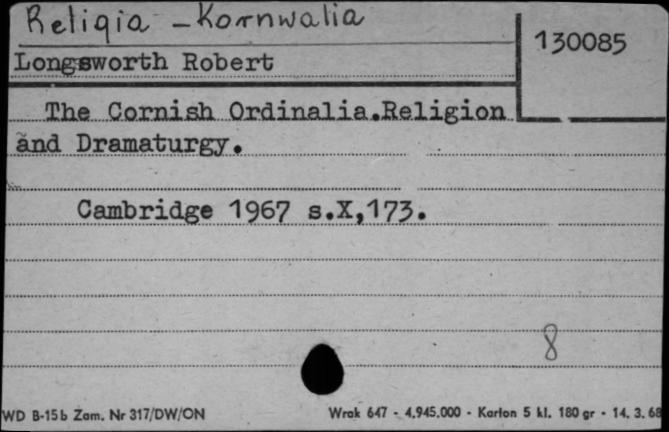 Religia – Kornwalia
130085
Longsworth Robert
The Cornish Ordinalia.Religion
and Dramaturgy.
Cambridge 1967 s.X,173.
8
WD B-15b Zam. Nr 317/DW/ON Wrak 647 - 4.945.000 - Karton 5 kl. 180 gr - 14. 3. 68